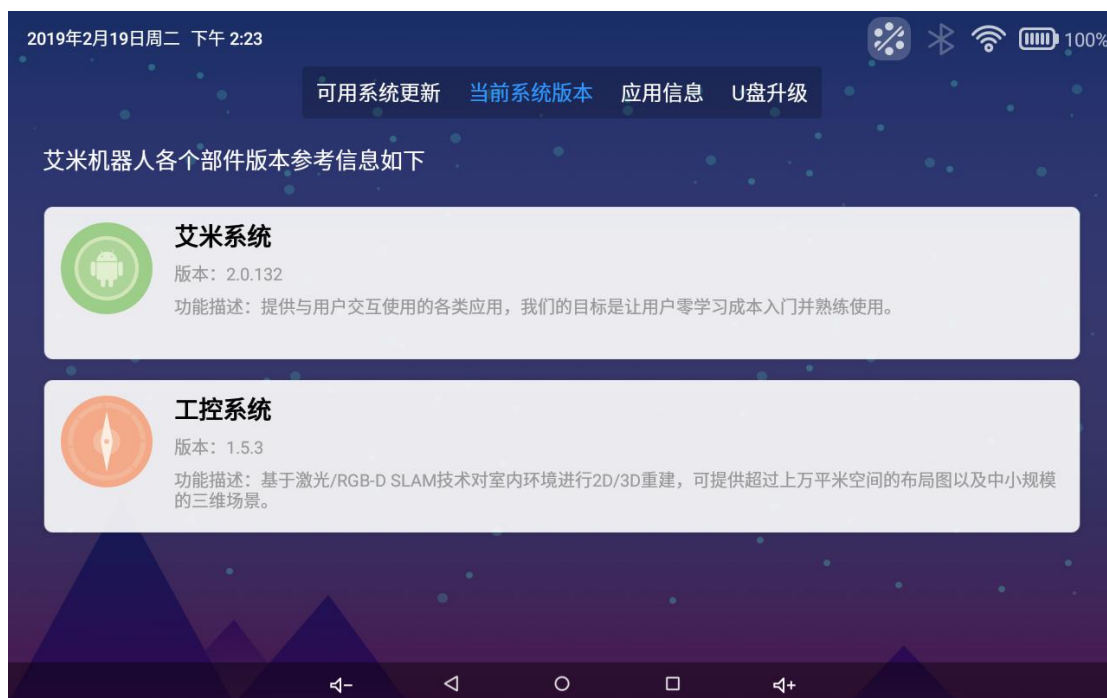 2019年2月19日周二 下午 2:23
100%
可用系统更新 当前系统版本 应用信息 U盘升级
艾米机器人各个部件版本参考信息如下
艾米系统
版本：2.0.132
功能描述：提供与用户交互使用的各类应用，我们的目标是让用户零学习成本入门并熟练使用。
工控系统
版本：1.5.3
功能描述：基于激光/RGB-D SLAM技术对室内环境进行2D/3D重建，可提供超过上万平米空间的布局图以及中小规模
的三维场景。